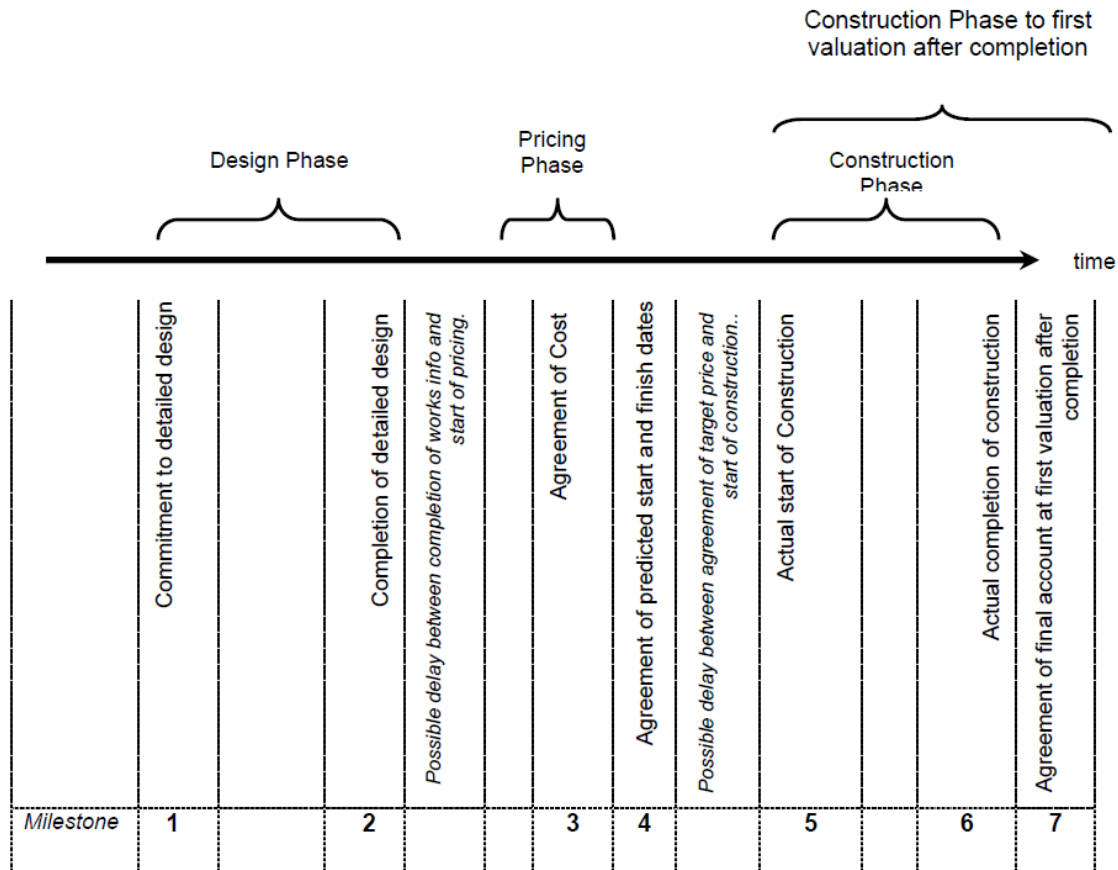 Construction Phase to first
valuation after completion
Design Phase
Pricing
Phase
Construction
Phase
time
Commitment to detailed design
Completion of detailed design
Possible delay between completion of works info and
start of pricing.
Agreement of Cost
Agreement of predicted start and finish dates
Possible delay between agreement of target price and
start of construction..
Actual start of Construction
Actual completion of construction
Agreement of final account at first valuation after
completion
Milestone 1 2 3 4 5 6 7